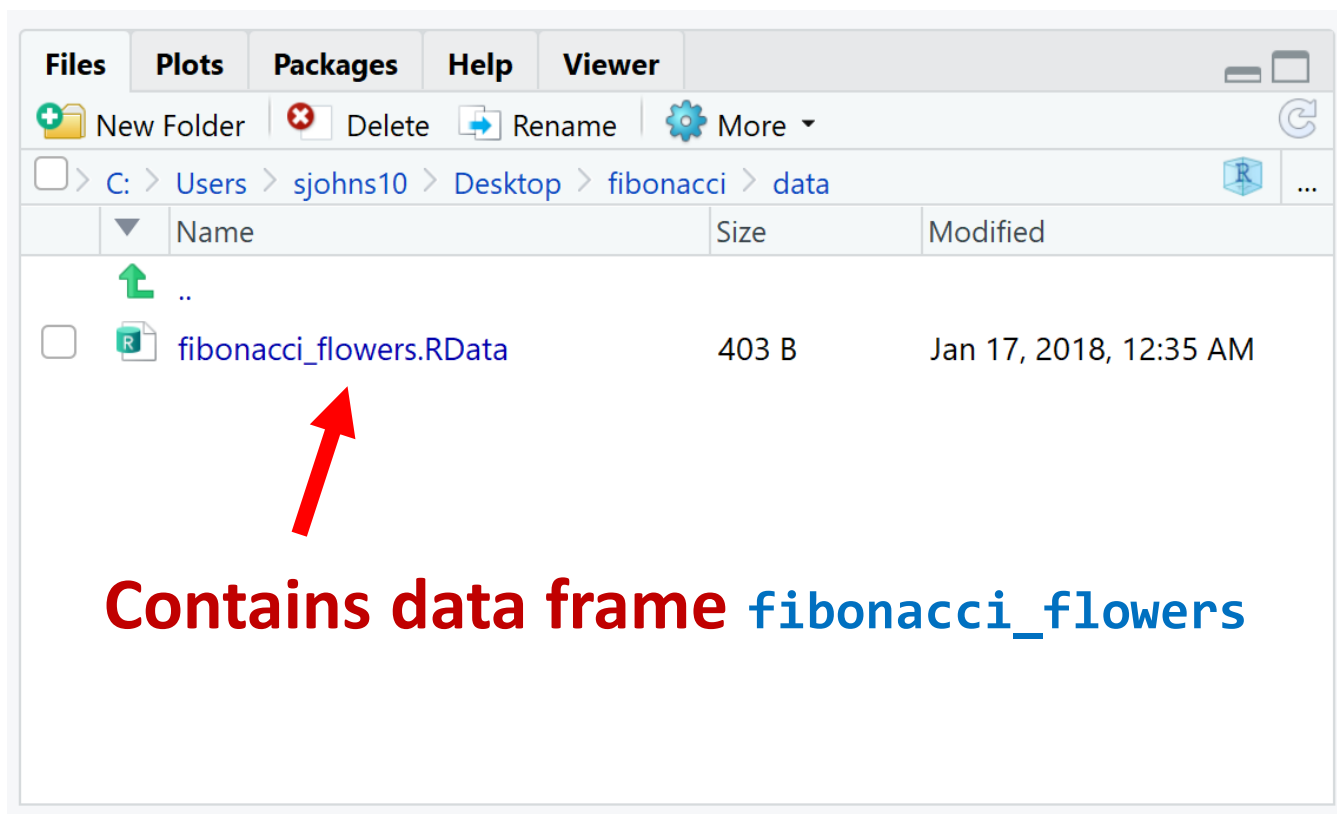 Files Plots Packages Help Viewer
New Folder Delete Rename More
C: Users sjohns10 Desktop fibonacci data R ...
Name Size Modified
..
R fibonacci_flowers.RData 403 B Jan 17, 2018, 12:35 AM
Contains data frame fibonacci_flowers